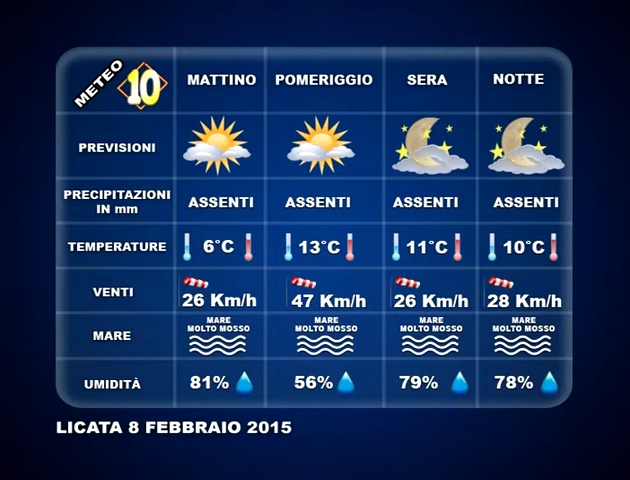 METEO 10 MATTINO POMERIGGIO SERA NOTTE
PREVISIONI
PRECIPITAZIONI
IN mm
ASSENTI ASSENTI ASSENTI ASSENTI
TEMPERATURE 6°C 13°C 11°C 10°C
VENTI 26 Km/h 47 Km/h 26 Km/h 28 Km/h
MARE
MARE MARE MARE MARE
MOLTO MOSSO MOLTO MOSSO MOLTO MOSSO MOLTO MOSSO
UMIDITÀ 81% 56% 79% 78%
LICATA 8 FEBBRAIO 2015